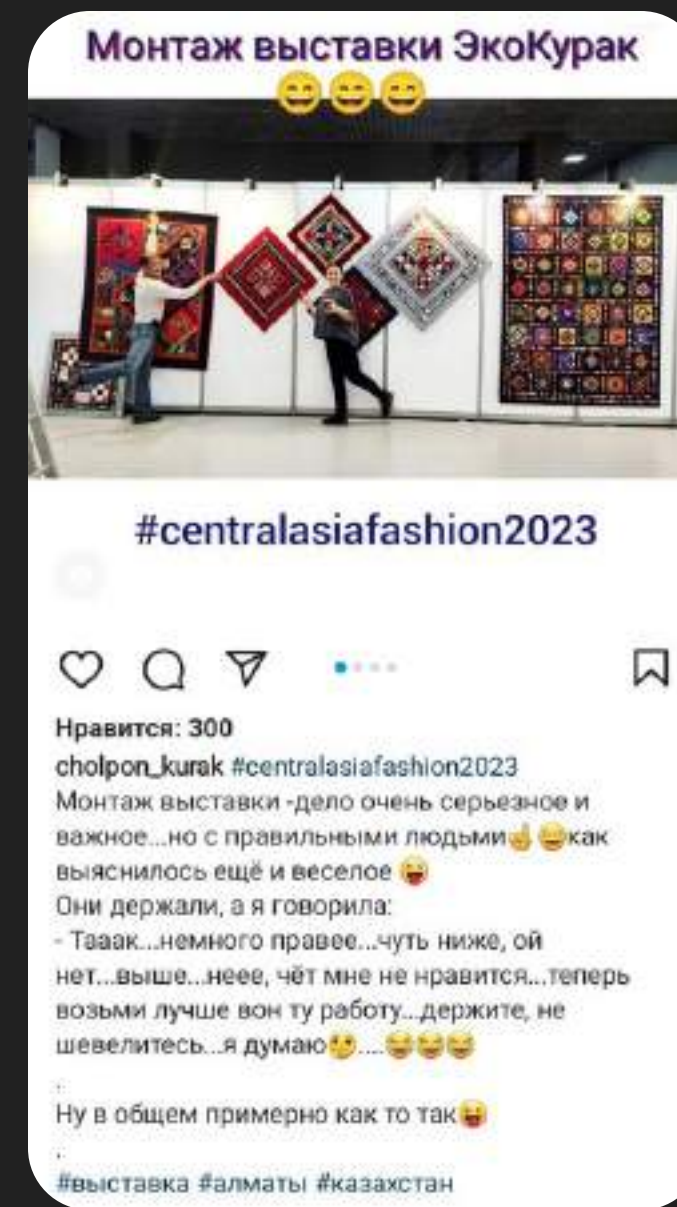 Монтаж выставки ЭкоКурак
😄😄😄
#centralasiafashion2023
Нравится: 300
cholpon_kurak #centralasiafashion2023
Монтаж выставки -дело очень серьезное и
важное...но с правильными людьми☝️😄как
выяснилось ещё и веселое 😜
Они держали, а я говорила:
- Тааак...немного правее...чуть ниже, ой
нет...выше...неее, чёт мне не нравится...теперь
возьми лучше вон ту работу...держите, не
шевелитесь...я думаю🤔....😂😂😂
.
Ну в общем примерно как то так😝
.
#выставка #алматы #казахстан